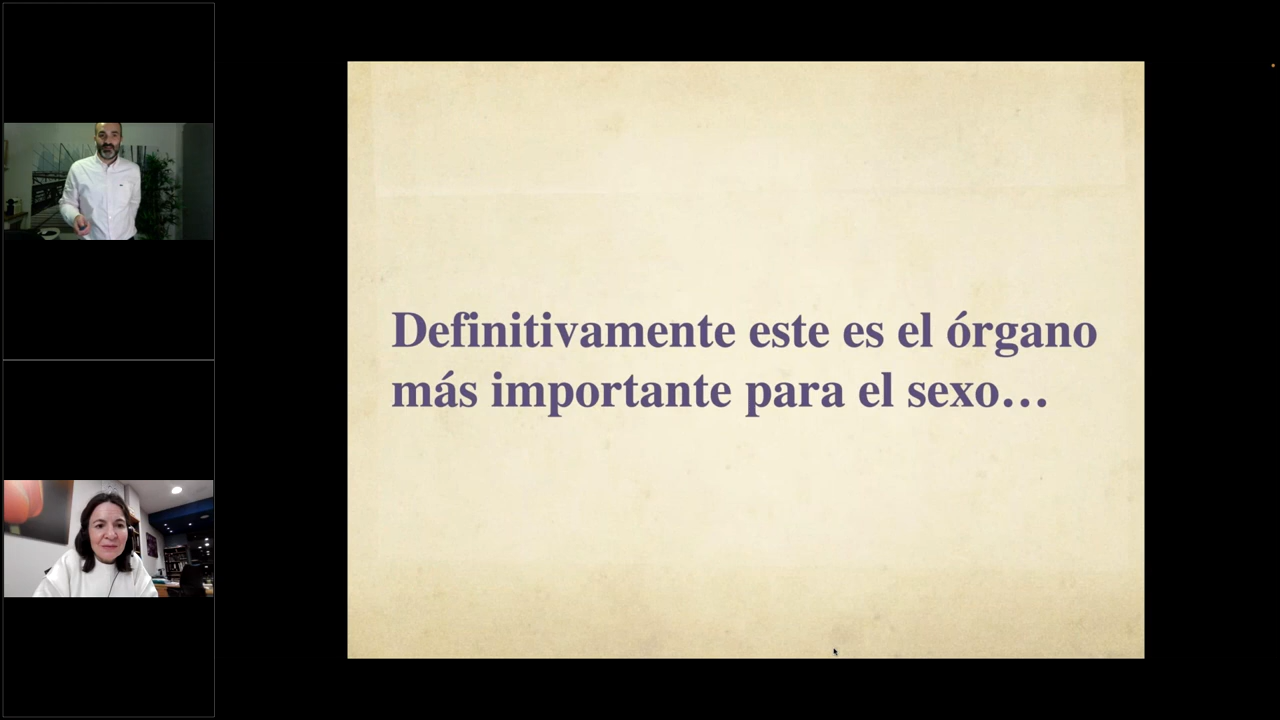 Definitivamente este es el órgano
más importante para el sexo…